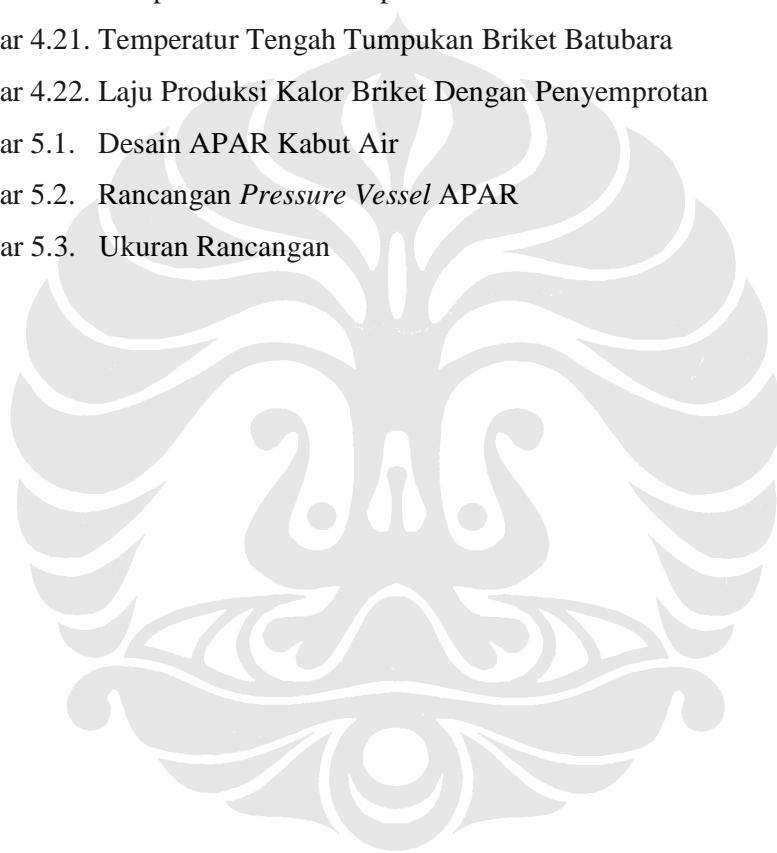 ar 4.21. Temperatur Tengah Tumpukan Briket Batubara
ar 4.22. Laju Produksi Kalor Briket Dengan Penyemprotan
ar 5.1. Desain APAR Kabut Air
ar 5.2. Rancangan Pressure Vessel APAR
ar 5.3. Ukuran Rancangan